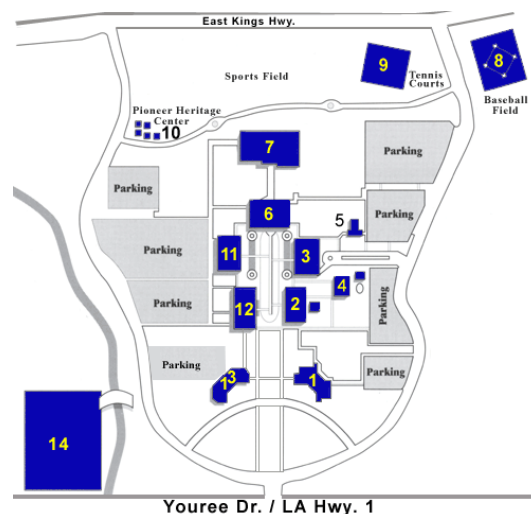 East Kings Hwy.
9
8
Sports Field
Tennis
Courts
Baseball
Field
Pioneer Heritage
Center
10
7
Parking
Parking
6
Parking
5
11
3
Parking
4
Parking
12
2
Parking
Parking
13
1
Parking
14
Youree Dr. / LA Hwy. 1